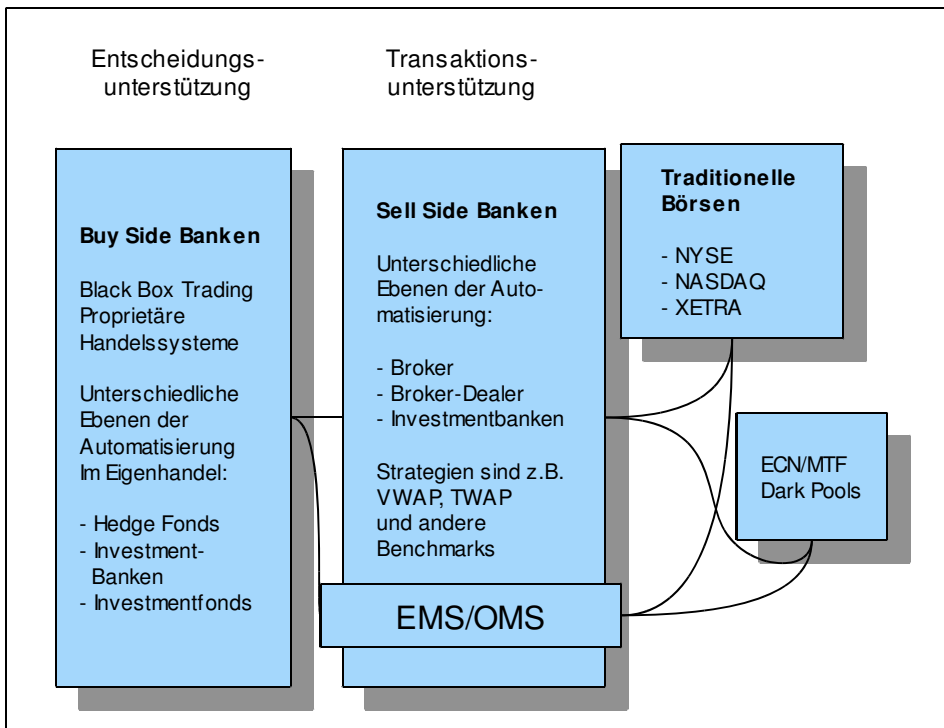 Entscheidungs-
unterstützung
Transaktions-
unterstützung
Buy Side Banken
Black Box Trading
Proprietäre
Handelssysteme
Unterschiedliche
Ebenen der
Automatisierung
Im Eigenhandel:
- Hedge Fonds
- Investment-
Banken
- Investmentfonds
Sell Side Banken
Unterschiedliche
Ebenen der Auto-
matisierung:
- Broker
- Broker-Dealer
- Investmentbanken
Strategien sind z.B.
VWAP, TWAP
und andere
Benchmarks
EMS/OMS
Traditionelle
Börsen
- NYSE
- NASDAQ
- XETRA
ECN/MTF
Dark Pools